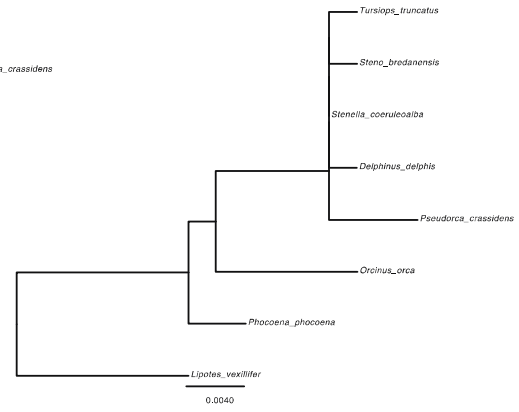 Tursiops_truncatus
Steno_bredanensis
a_crassidens
Stenella_coeruleoalba
Delphinus_delphis
Pseudorca_crassidens
Orcinus_orca
Phocoena_phocoena
Lipotes_vexillifer
0.0040